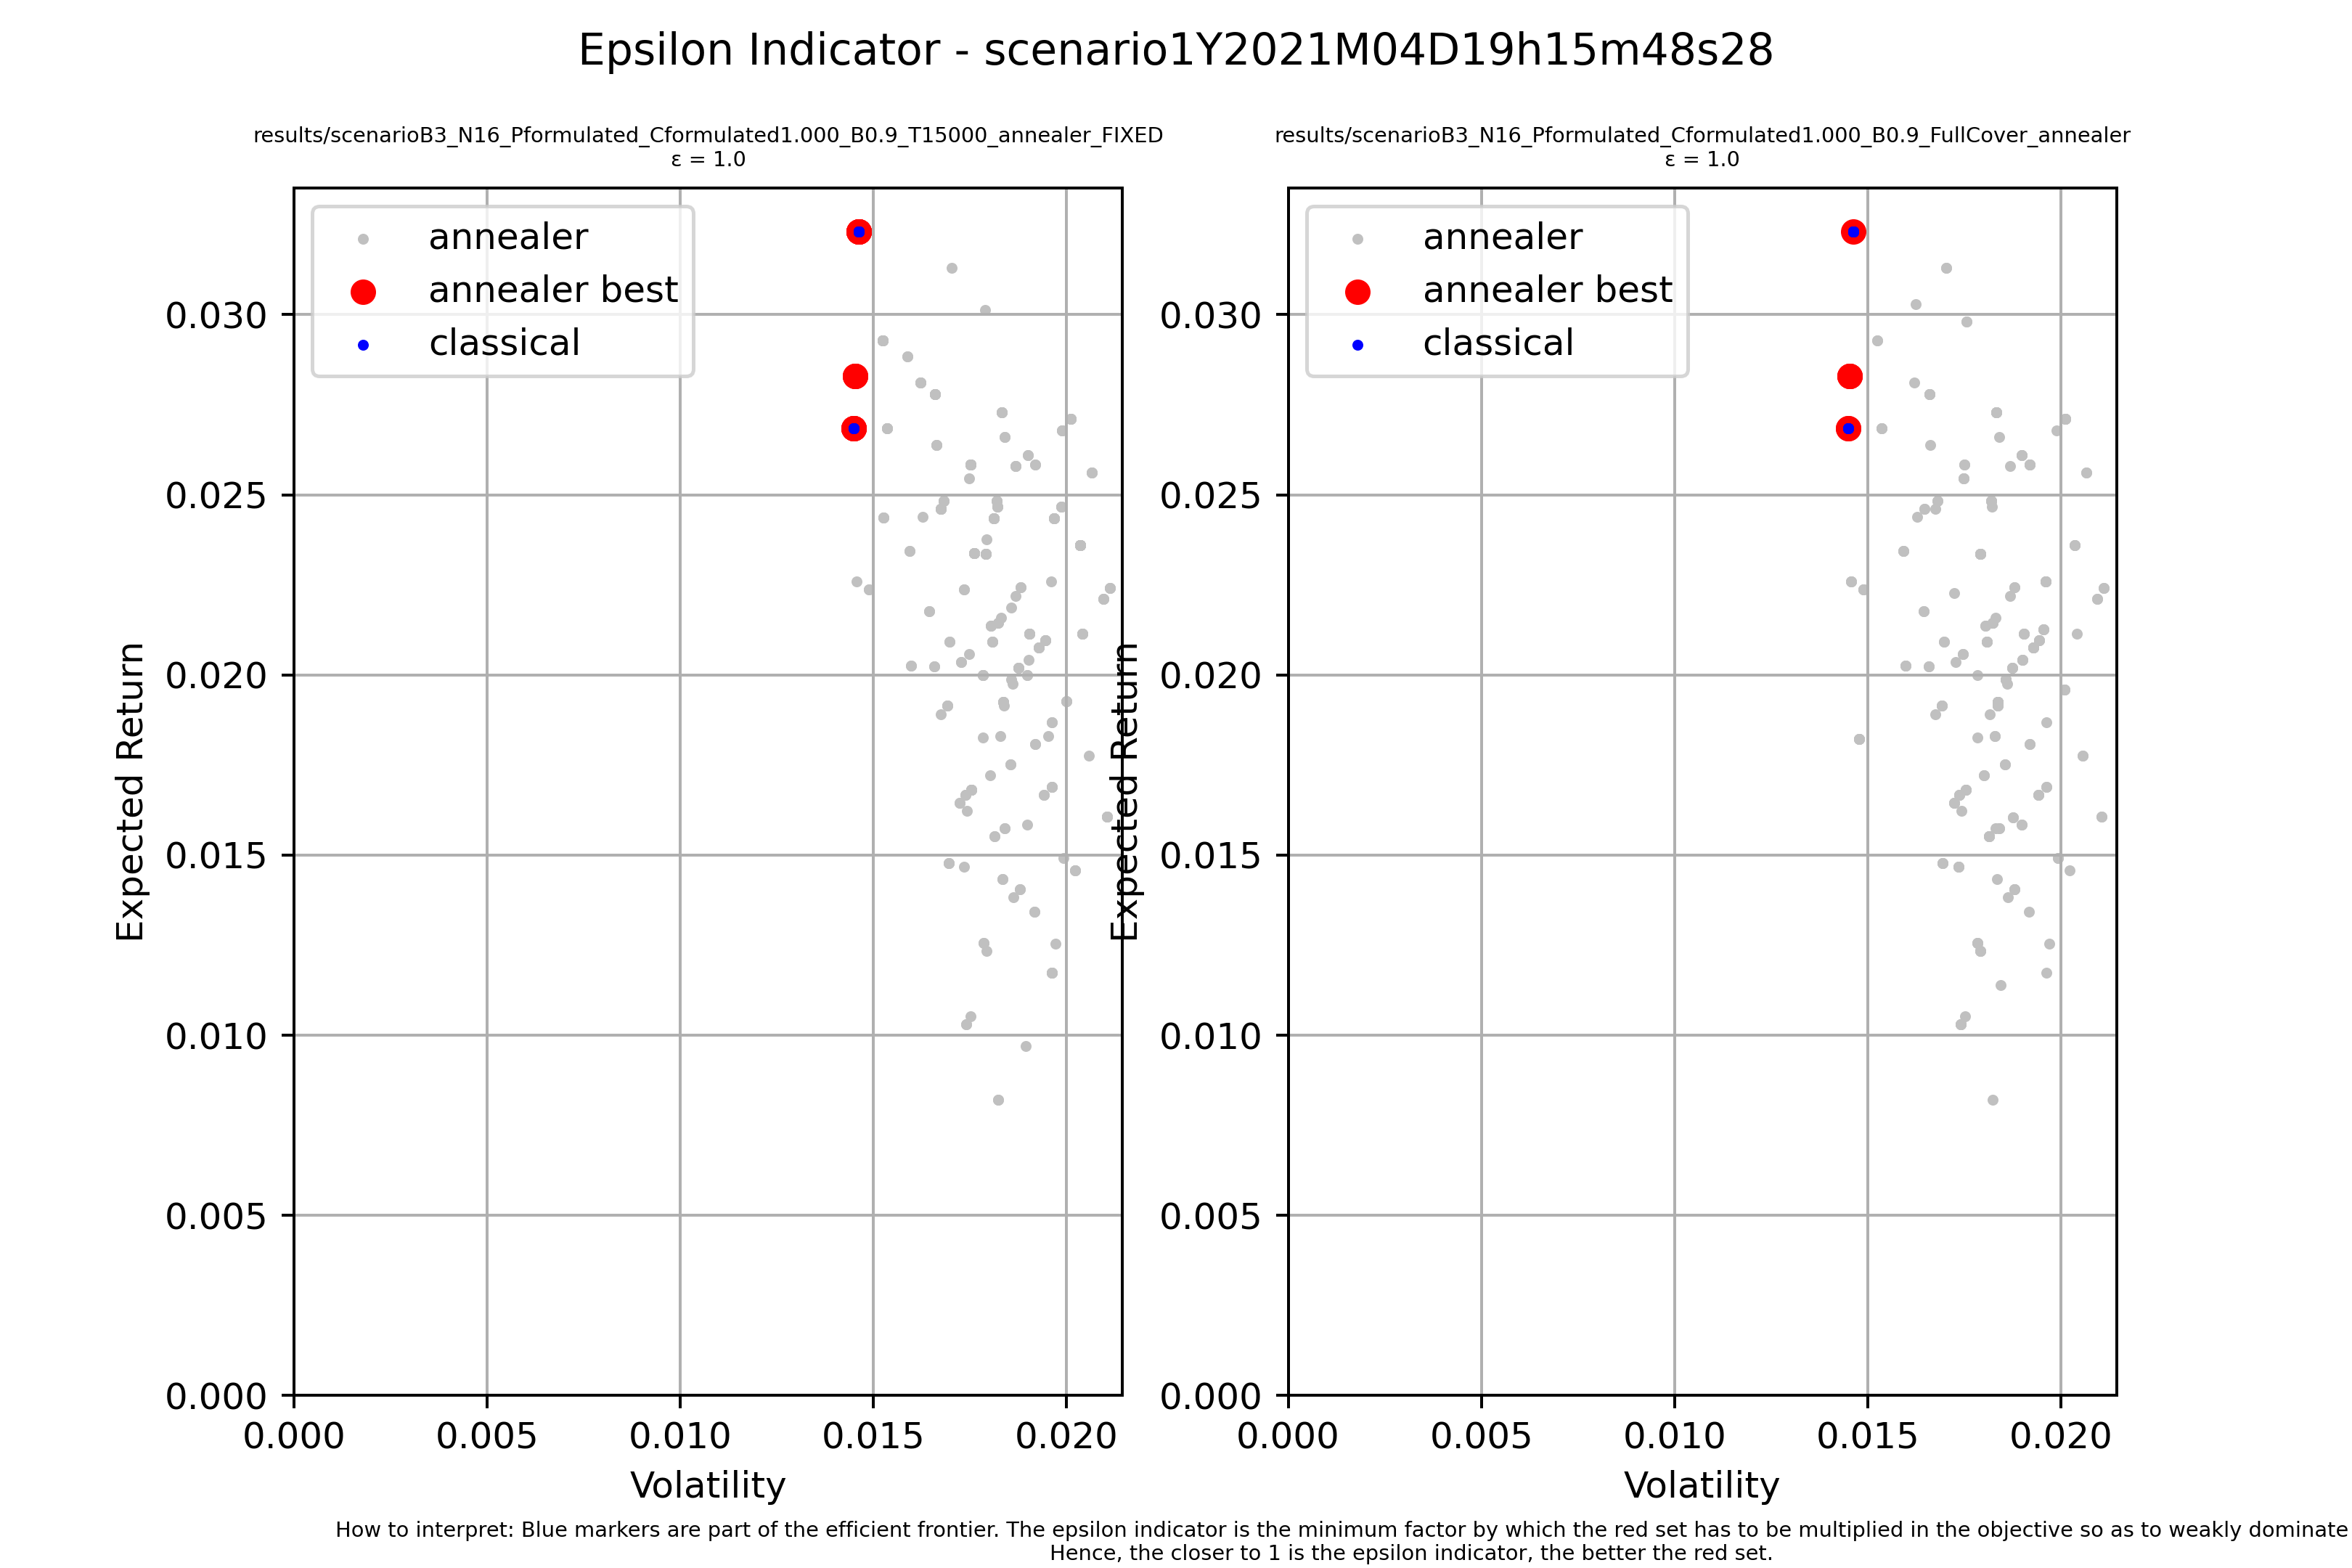 Epsilon Indicator - scenario1Y2021M04D19h15m48s28
results/scenarioB3_N16_Pformulated_Cformulated1.000_B0.9_T15000_annealer_FIXED
ε = 1.0
annealer
annealer best
classical
0.030
0.025
0.020
0.015
0.010
0.005
0.000
Expected Return
0.000 0.005 0.010 0.015 0.020
Volatility
results/scenarioB3_N16_Pformulated_Cformulated1.000_B0.9_FullCover_annealer
ε = 1.0
annealer
annealer best
classical
0.030
0.025
0.020
0.015
0.010
0.005
0.000
Expected Return
0.000 0.005 0.010 0.015 0.020
Volatility
How to interpret: Blue markers are part of the efficient frontier. The epsilon indicator is the minimum factor by which the red set has to be multiplied in the objective so as to weakly dominate
Hence, the closer to 1 is the epsilon indicator, the better the red set.